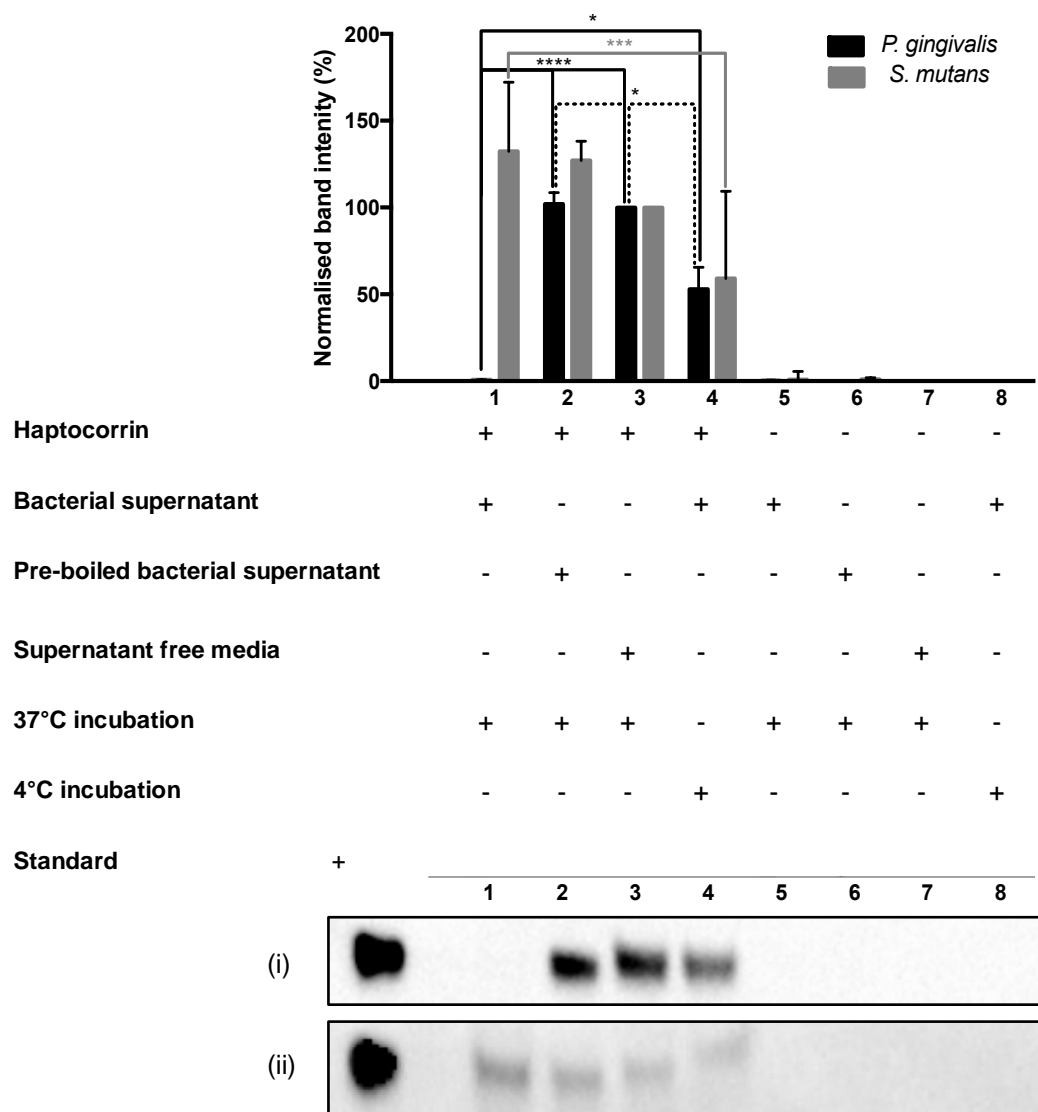 *
200
***
P. gingivalis
S. mutans
****
*
150
100
50
0
Normalised band intenity (%)
1 2 3 4 5 6 7 8
Haptocorrin + + + + - - - -
Bacterial supernatant + - - + + - - +
Pre-boiled bacterial supernatant - + - - - + - -
Supernatant free media - - + - - - + -
37°C incubation + + + - + + + -
4°C incubation - - - + - - - +
Standard +
1 2 3 4 5 6 7 8
(i)
(ii)